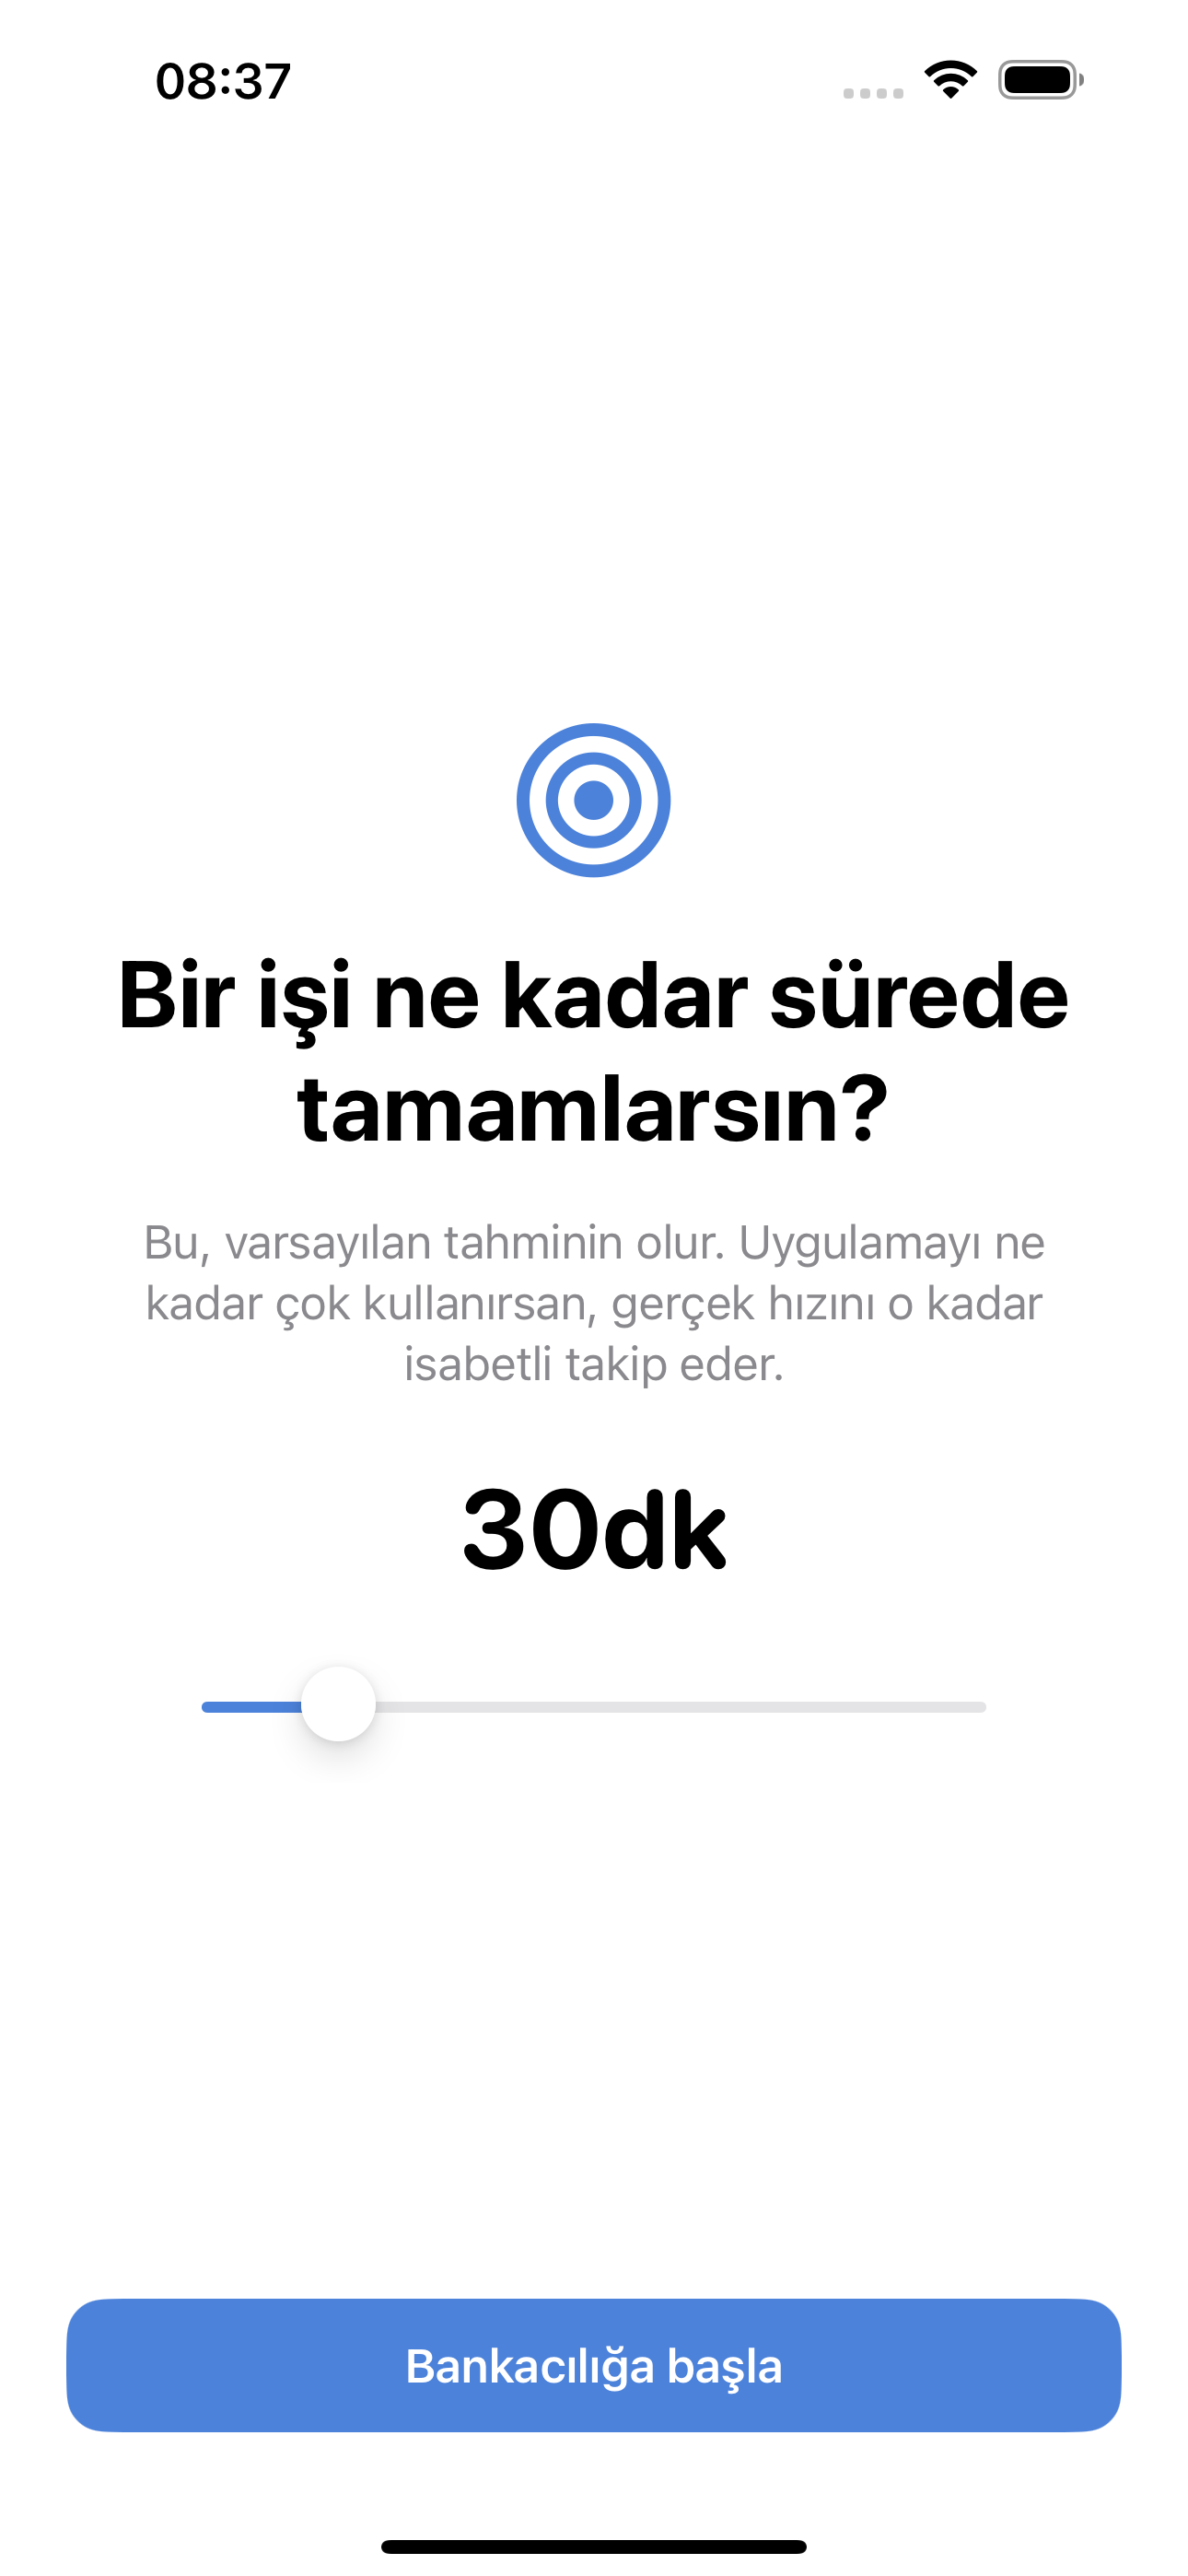 08:37
Bir işi ne kadar sürede
tamamlarsın?
Bu, varsayılan tahminin olur. Uygulamayı ne
kadar çok kullanırsan, gerçek hızını o kadar
isabetli takip eder.
30dk
Bankacılığa başla